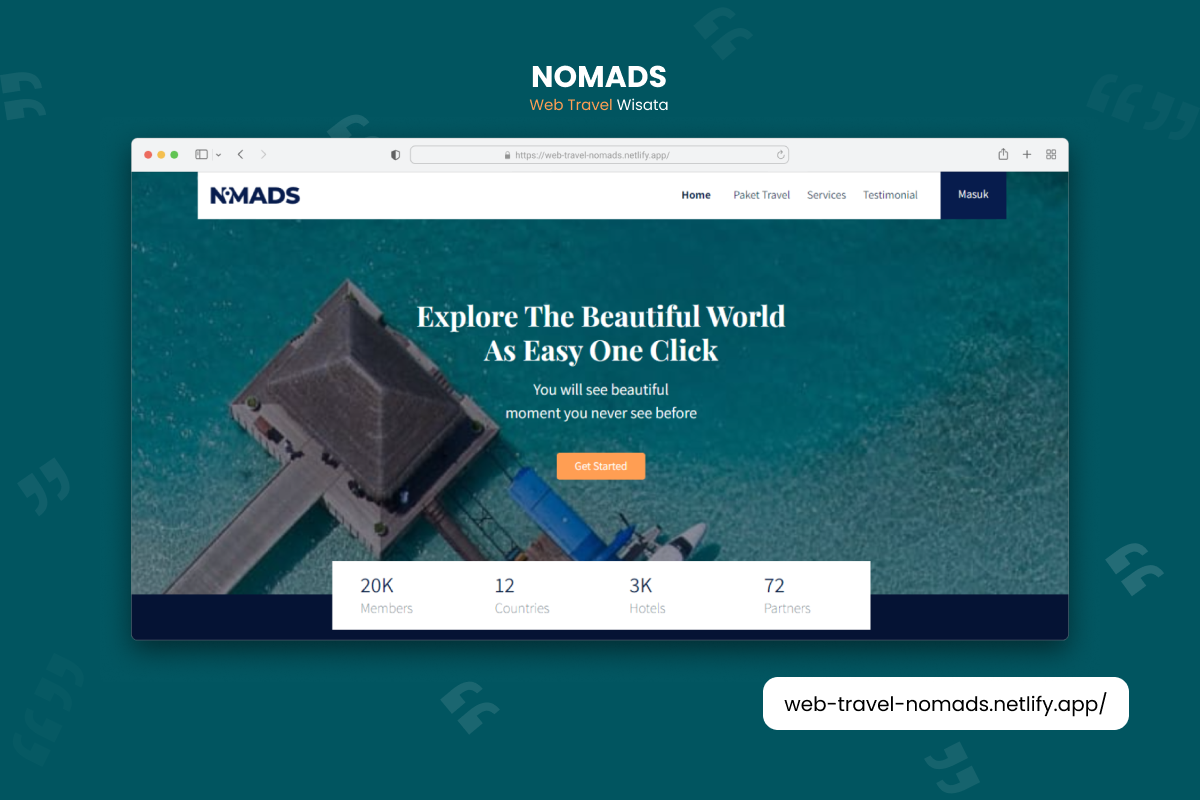 NOMADS
Web Travel Wisata
https://web-travel-nomads.netlify.app/
NOMADS
Home Paket Travel Services Testimonial Masuk
Explore The Beautiful World
As Easy One Click
You will see beautiful
moment you never see before
Get Started
20K 12 3K 72
Members Countries Hotels Partners
web-travel-nomads.netlify.app/